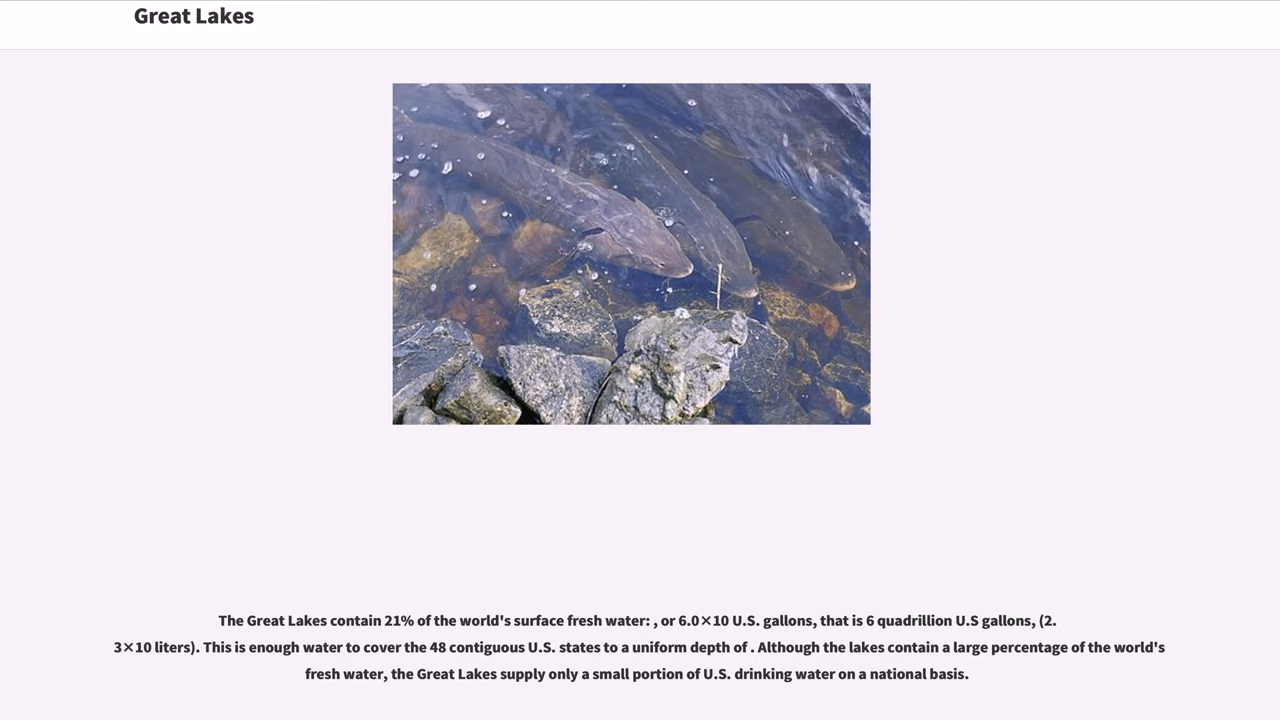 Great Lakes
The Great Lakes contain 21% of the world's surface fresh water: , or 6.0×10 U.S. gallons, that is 6 quadrillion U.S gallons, (2.
3×10 liters). This is enough water to cover the 48 contiguous U.S. states to a uniform depth of . Although the lakes contain a large percentage of the world's
fresh water, the Great Lakes supply only a small portion of U.S. drinking water on a national basis.